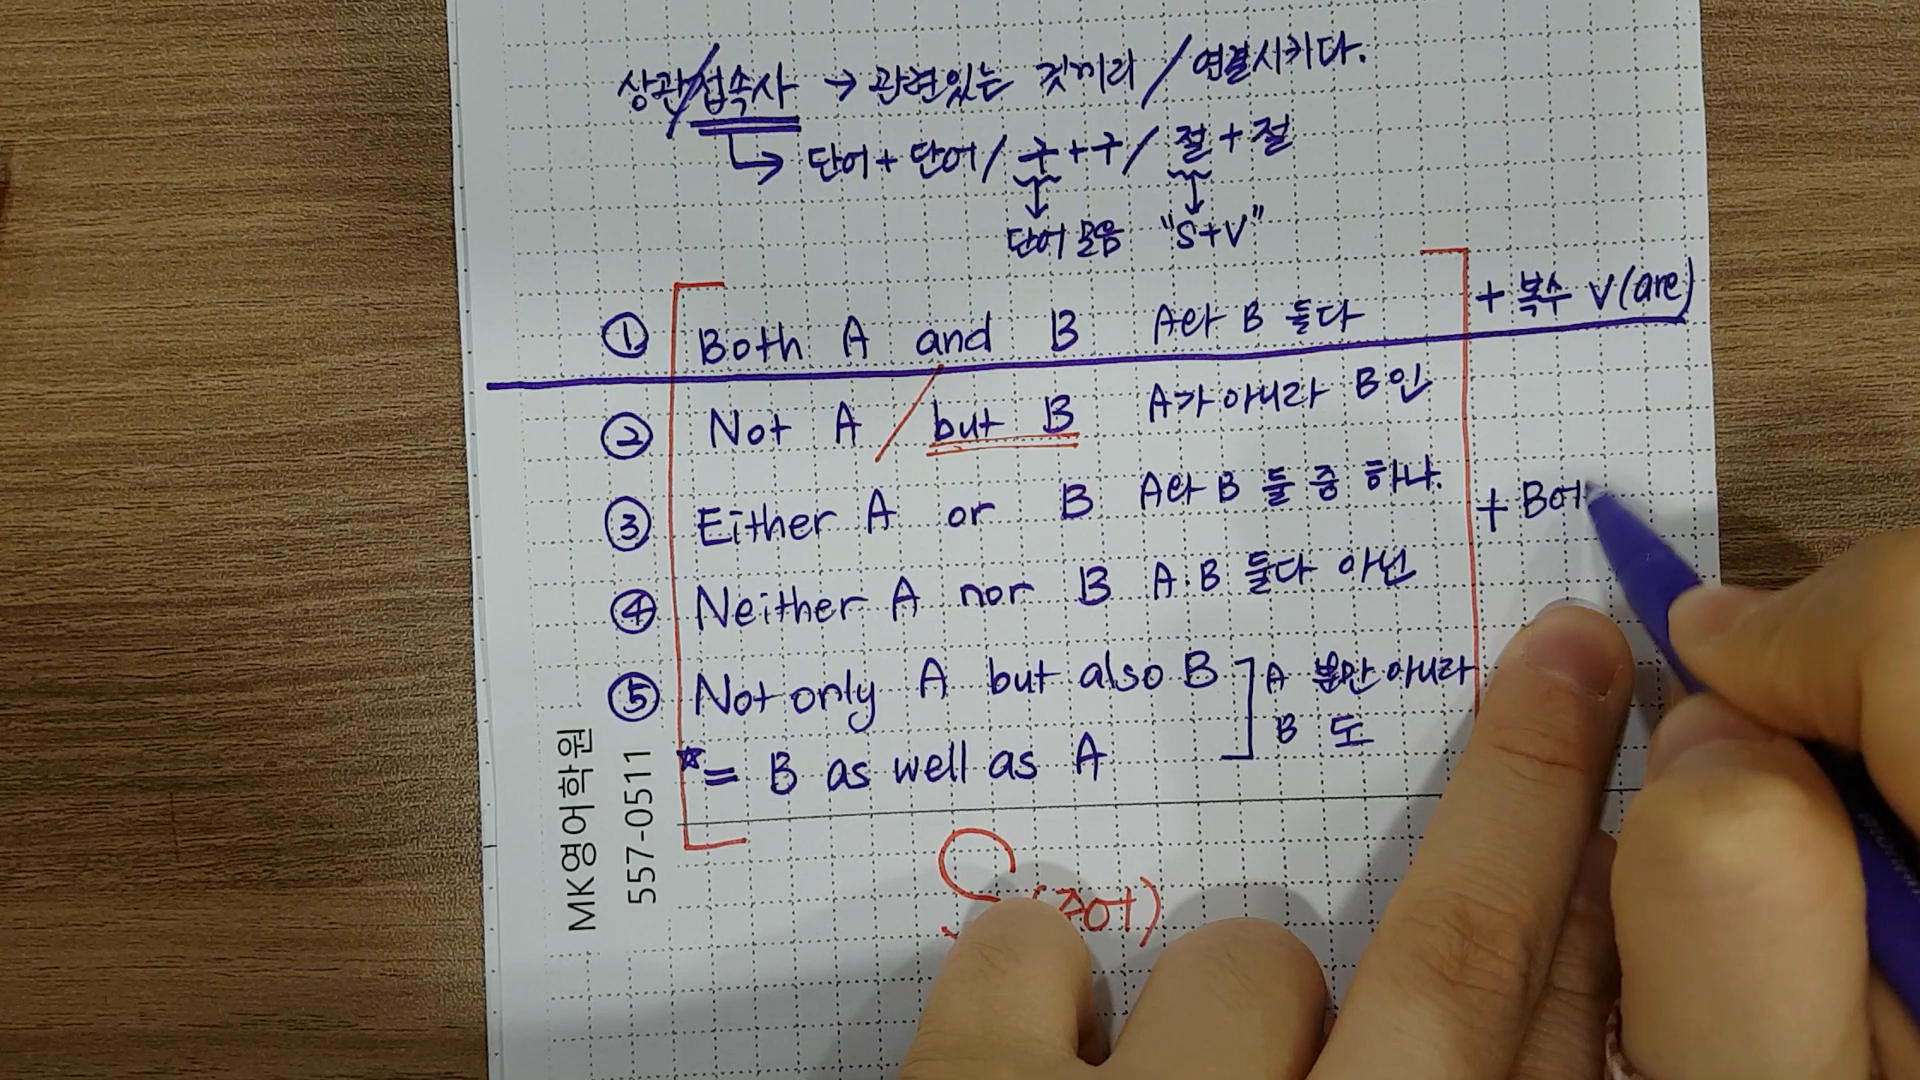 상관/접속사 → 관련있는 것끼리 / 연결시키다.
↳ 단어 + 단어 / 구 + 구 / 절 + 절
단어 모음 "S+V"
① Both A and B A와 B 둘다 + 복수 V(are)
② Not A / but B A가 아니라 B인
③ Either A or B A와 B 둘 중 하나. + B에
④ Neither A nor B A·B 둘다 아닌
⑤ Not only A but also B A 뿐만 아니라
B 도
*= B as well as A
S (주어)
MK영어학원
557-0511